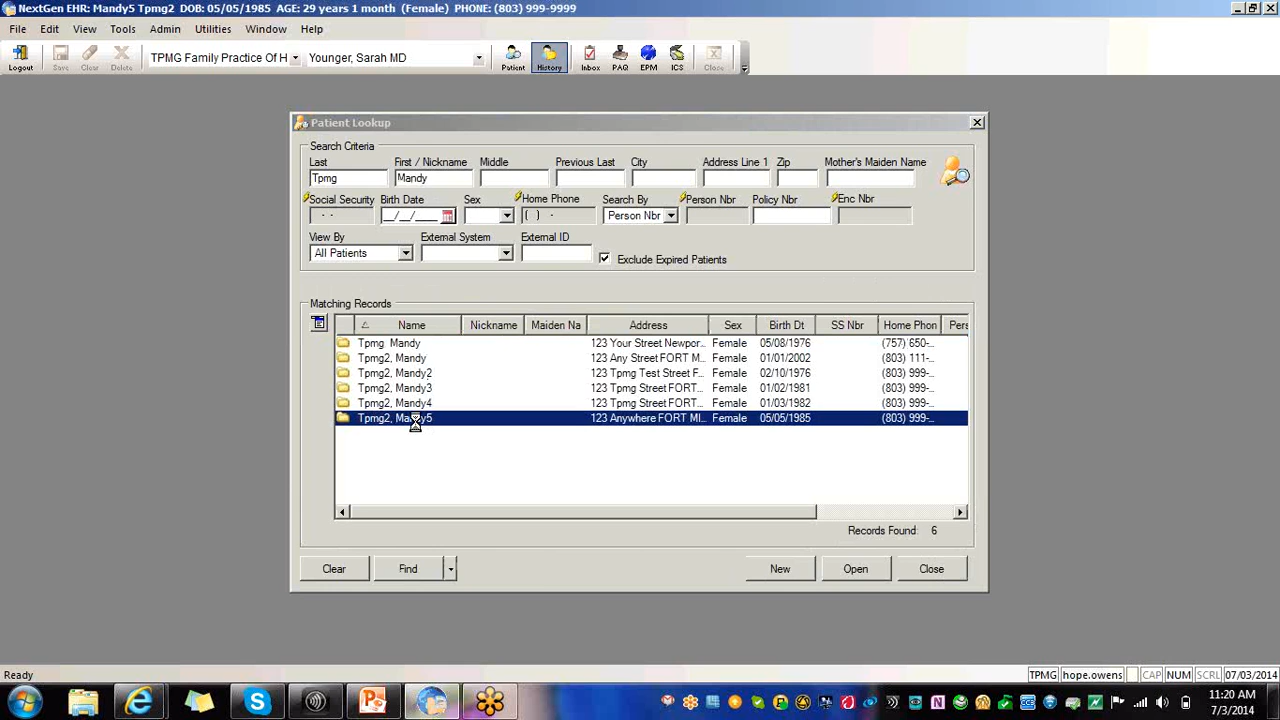 NextGen EHR: Mandy5 Tpmg2 DOB: 05/05/1985 AGE: 29 years 1 month (Female) PHONE: (803) 999-9999
File Edit View Tools Admin Utilities Window Help
TPMG Family Practice Of H Younger, Sarah MD
Logout Save Clear Delete Patient History Inbox PAQ EPM ICS Close
Patient Lookup
Search Criteria
Last First / Nickname Middle Previous Last City Address Line 1 Zip Mother's Maiden Name
Tpmg Mandy
Social Security Birth Date Sex Home Phone Search By Person Nbr Policy Nbr Enc Nbr
- - __/__/____ ( ) - Person Nbr
View By External System External ID
All Patients Exclude Expired Patients
Matching Records
Name Nickname Maiden Na Address Sex Birth Dt SS Nbr Home Phon Pers
Tpmg Mandy 123 Your Street Newpor... Female 05/08/1976 (757) 650-...
Tpmg2, Mandy 123 Any Street FORT M... Female 01/01/2002 (803) 111-...
Tpmg2, Mandy2 123 Tpmg Test Street F... Female 02/10/1976 (803) 999-...
Tpmg2, Mandy3 123 Tpmg Street FORT... Female 01/02/1981 (803) 999-...
Tpmg2, Mandy4 123 Tpmg Street FORT... Female 01/03/1982 (803) 999-...
Tpmg2, Mandy5 123 Anywhere FORT MI... Female 05/05/1985 (803) 999-...
Records Found: 6
Clear Find New Open Close
Ready TPMG hope.owens CAP NUM SCRL 07/03/2014
11:20 AM
7/3/2014